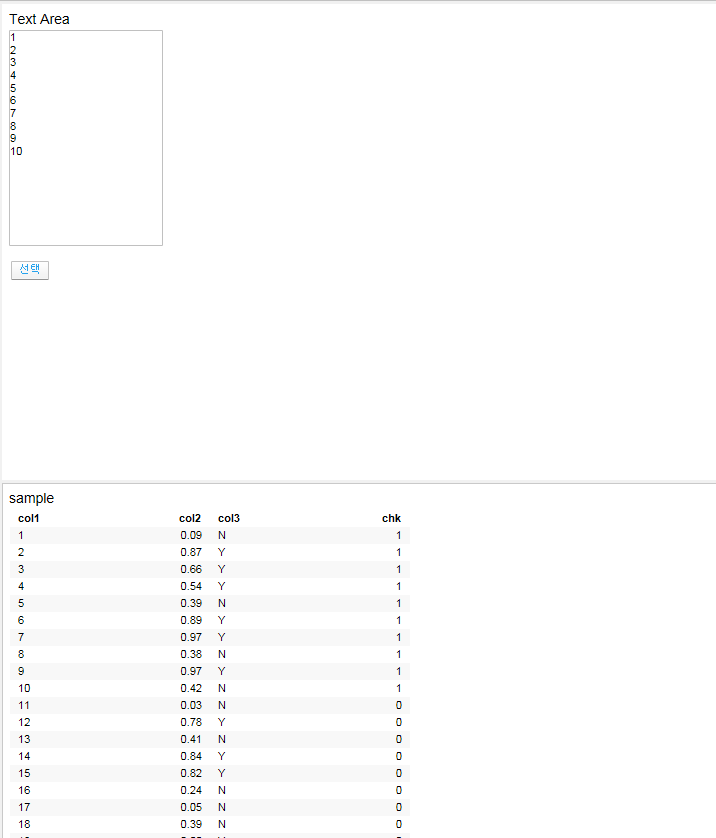 Text Area
1
2
3
4
5
6
7
8
9
10
선택
sample
col1 col2 col3 chk
1 0.09 N 1
2 0.87 Y 1
3 0.66 Y 1
4 0.54 Y 1
5 0.39 N 1
6 0.89 Y 1
7 0.97 Y 1
8 0.38 N 1
9 0.97 Y 1
10 0.42 N 1
11 0.03 N 0
12 0.78 Y 0
13 0.41 N 0
14 0.84 Y 0
15 0.82 Y 0
16 0.24 N 0
17 0.05 N 0
18 0.39 N 0